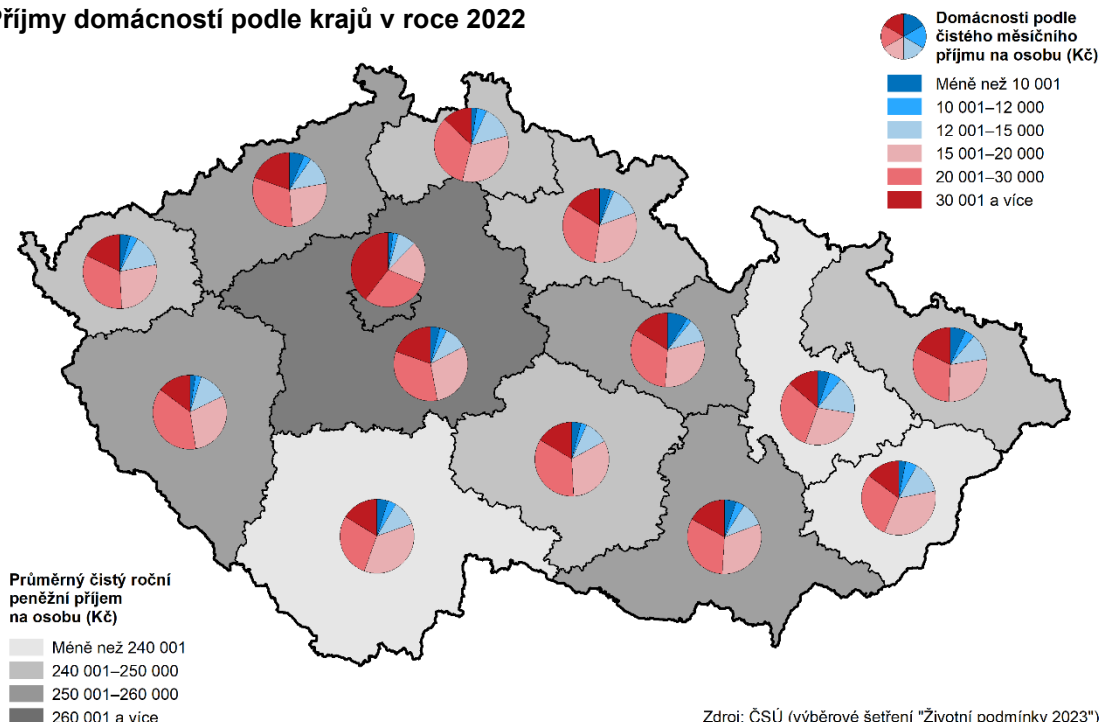 Příjmy domácností podle krajů v roce 2022
Domácnosti podle
čistého měsíčního
příjmu na osobu (Kč)
Méně než 10 001
10 001–12 000
12 001–15 000
15 001–20 000
20 001–30 000
30 001 a více
Průměrný čistý roční
peněžní příjem
na osobu (Kč)
Méně než 240 001
240 001–250 000
250 001–260 000
260 001 a více
Zdroj: ČSÚ (výběrové šetření "Životní podmínky 2023")